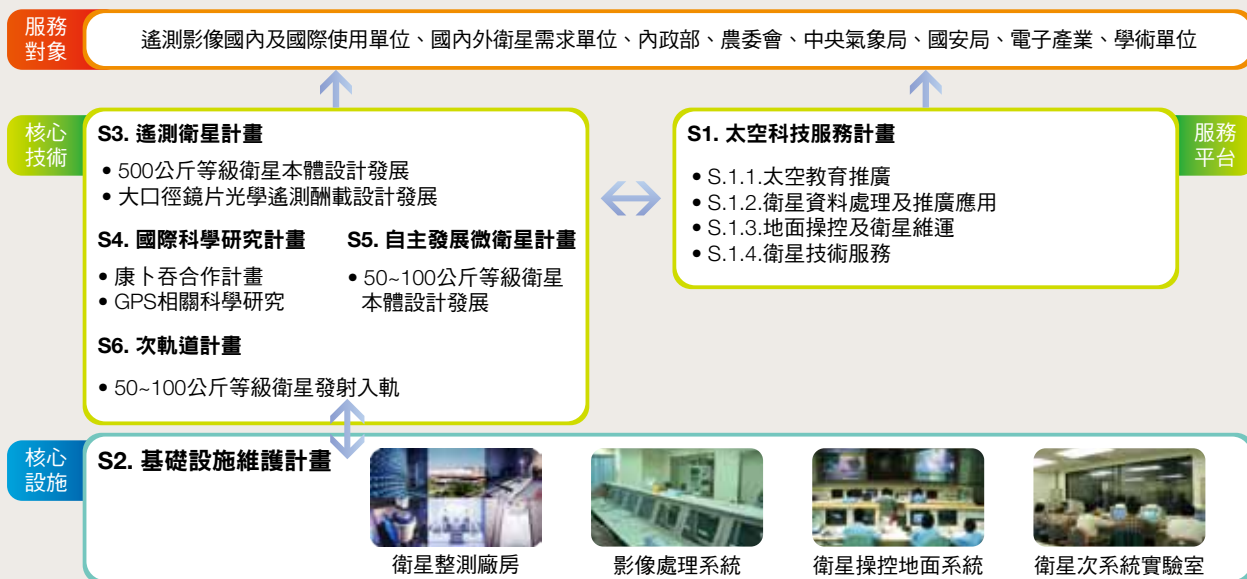 服務
對象
遙測影像國內及國際使用單位、國內外衛星需求單位、內政部、農委會、中央氣象局、國安局、電子產業、學術單位
核心
技術
S3. 遙測衛星計畫
• 500公斤等級衛星本體設計發展
• 大口徑鏡片光學遙測酬載設計發展
S4. 國際科學研究計畫
• 康卜吞合作計畫
• GPS相關科學研究
S5. 自主發展微衛星計畫
• 50~100公斤等級衛星
本體設計發展
S6. 次軌道計畫
• 50~100公斤等級衛星發射入軌
S1. 太空科技服務計畫
• S.1.1.太空教育推廣
• S.1.2.衛星資料處理及推廣應用
• S.1.3.地面操控及衛星維運
• S.1.4.衛星技術服務
服務
平台
核心
設施
S2. 基礎設施維護計畫
衛星整測廠房
影像處理系統
衛星操控地面系統
衛星次系統實驗室